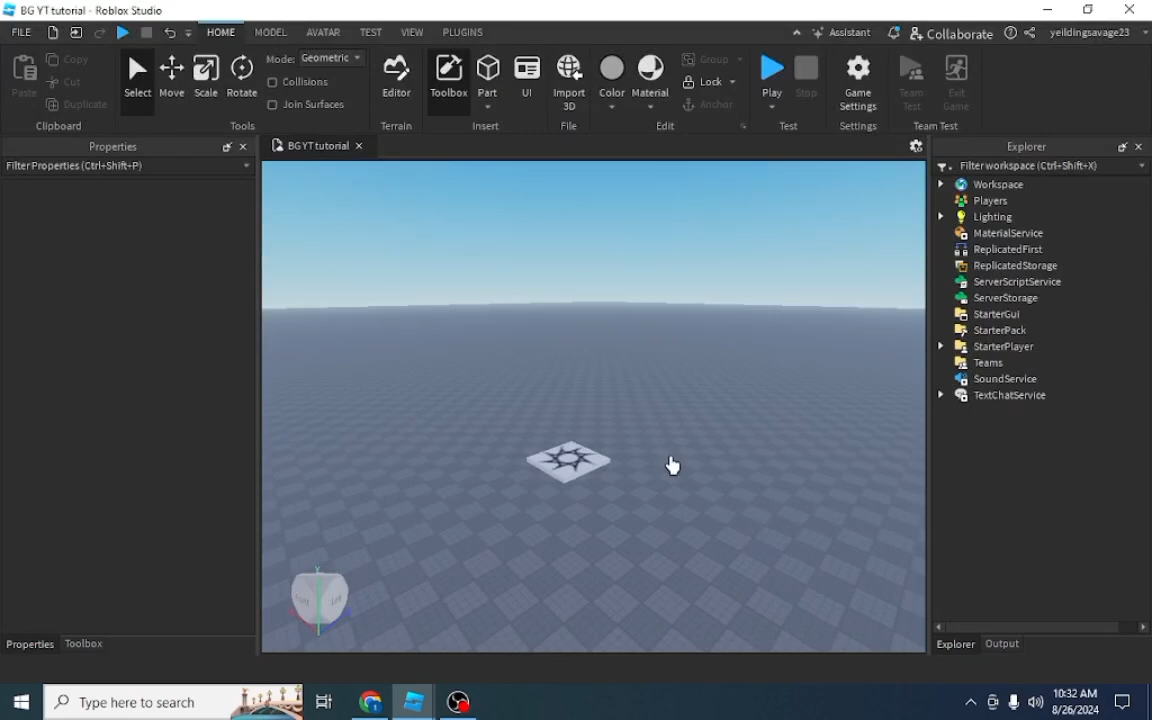 BG YT tutorial - Roblox Studio
FILE HOME MODEL AVATAR TEST VIEW PLUGINS Assistant Collaborate yeildingsavage23
Paste Copy Cut Duplicate Clipboard
Select Move Scale Rotate Mode: Geometric Collisions Join Surfaces Tools
Editor Terrain
Toolbox Part UI Insert
Import 3D File
Color Material Group Lock Anchor Edit
Play Stop Test
Game Settings Settings
Team Test Exit Game Team Test
Properties
Filter Properties (Ctrl+Shift+P)
BG YT tutorial
Explorer
Filter workspace (Ctrl+Shift+X)
Workspace
Players
Lighting
MaterialService
ReplicatedFirst
ReplicatedStorage
ServerScriptService
ServerStorage
StarterGui
StarterPack
StarterPlayer
Teams
SoundService
TextChatService
Y
Left
Properties Toolbox
Explorer Output
Type here to search
10:32 AM
8/26/2024